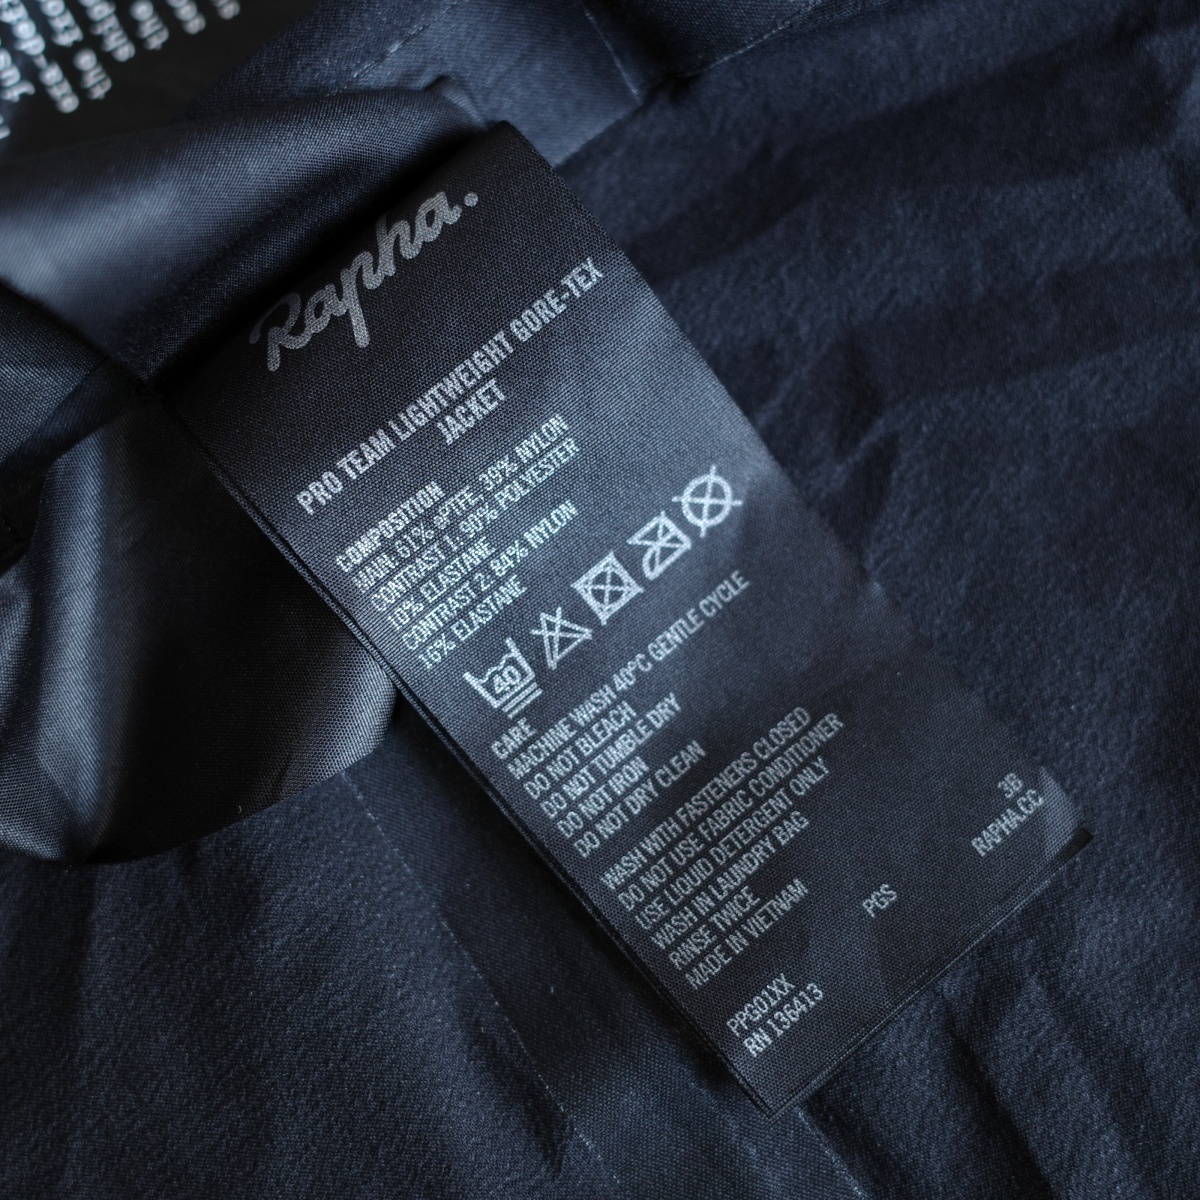 Rapha.
PRO TEAM LIGHTWEIGHT GORE-TEX
JACKET
COMPOSITION
MAIN: 61% ePTFE, 39% NYLON
CONTRAST 1: 90% POLYESTER
10% ELASTANE
CONTRAST 2: 84% NYLON
16% ELASTANE
40
CARE
MACHINE WASH 40°C GENTLE CYCLE
DO NOT BLEACH
DO NOT TUMBLE DRY
DO NOT IRON
DO NOT DRY CLEAN
WASH WITH FASTENERS CLOSED
DO NOT USE FABRIC CONDITIONER
USE LIQUID DETERGENT ONLY
WASH IN LAUNDRY BAG
RINSE TWICE
MADE IN VIETNAM
PGS
36
RAPHA.CC
PPG01XX
RN 136413